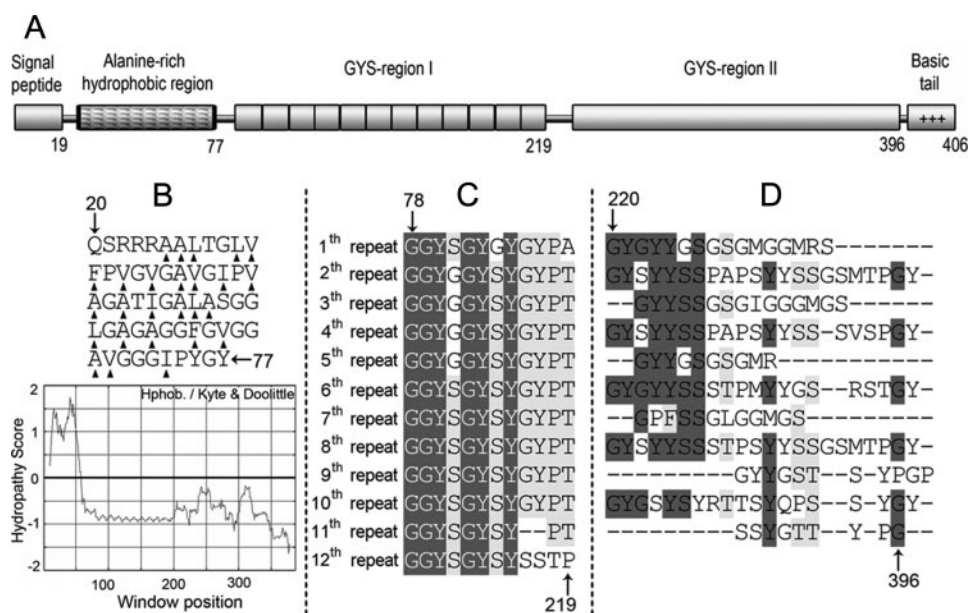 A
Signal peptide
Alanine-rich hydrophobic region
GYS-region I
GYS-region II
Basic tail
+++
19 77 219 396 406
B
20
QSRRRAALTGLV
FPVGVGAVGIPV
AGATIGALASGG
LGAGAGGFGVGG
AVGGGIPYGY←77
Hphob. / Kyte & Doolittle
Hydropathy Score
2
1
0
-1
-2
100 200 300
Window position
C
78
1th repeat GGYSGYGYGYPA
2th repeat GGYGGYSYGYPT
3th repeat GGYSGYSYGYPT
4th repeat GGYGGYSYGYPT
5th repeat GGYGGYSYGYPT
6th repeat GGYSGYSYGYPT
7th repeat GGYSGYSYGYPT
8th repeat GGYSGYSYGYPT
9th repeat GGYSGYSYGYPT
10th repeat GGYSGYSYGYPT
11th repeat GGYSGYSY--PT
12th repeat GGYSGYSYSSTP
219
D
220
GYGYYGSGSGMGGMRS-------
GYSYYSSPAPSYYSSGSMTPGY-
--GYYSSGSGIGGGMGS------
GYSYYSSPAPSYYSS-SVSPGY-
--GYYGSGSGMR-----------
GYGYYSSSTPMYYGS--RSTGY-
--GPFSSGLGGMGS---------
GYSYYSSSTPSYYSSGSMTPGY-
---------GYYGST--S-YPGP
GYGSYSYRTTSYQPS--S-YGY-
---------SSYGTT--Y-PG--
396